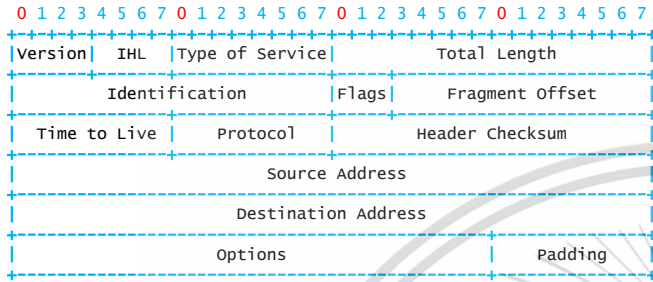 0 1 2 3 4 5 6 7 0 1 2 3 4 5 6 7 0 1 2 3 4 5 6 7 0 1 2 3 4 5 6 7
Version IHL Type of Service Total Length
Identification Flags Fragment Offset
Time to Live Protocol Header Checksum
Source Address
Destination Address
Options Padding